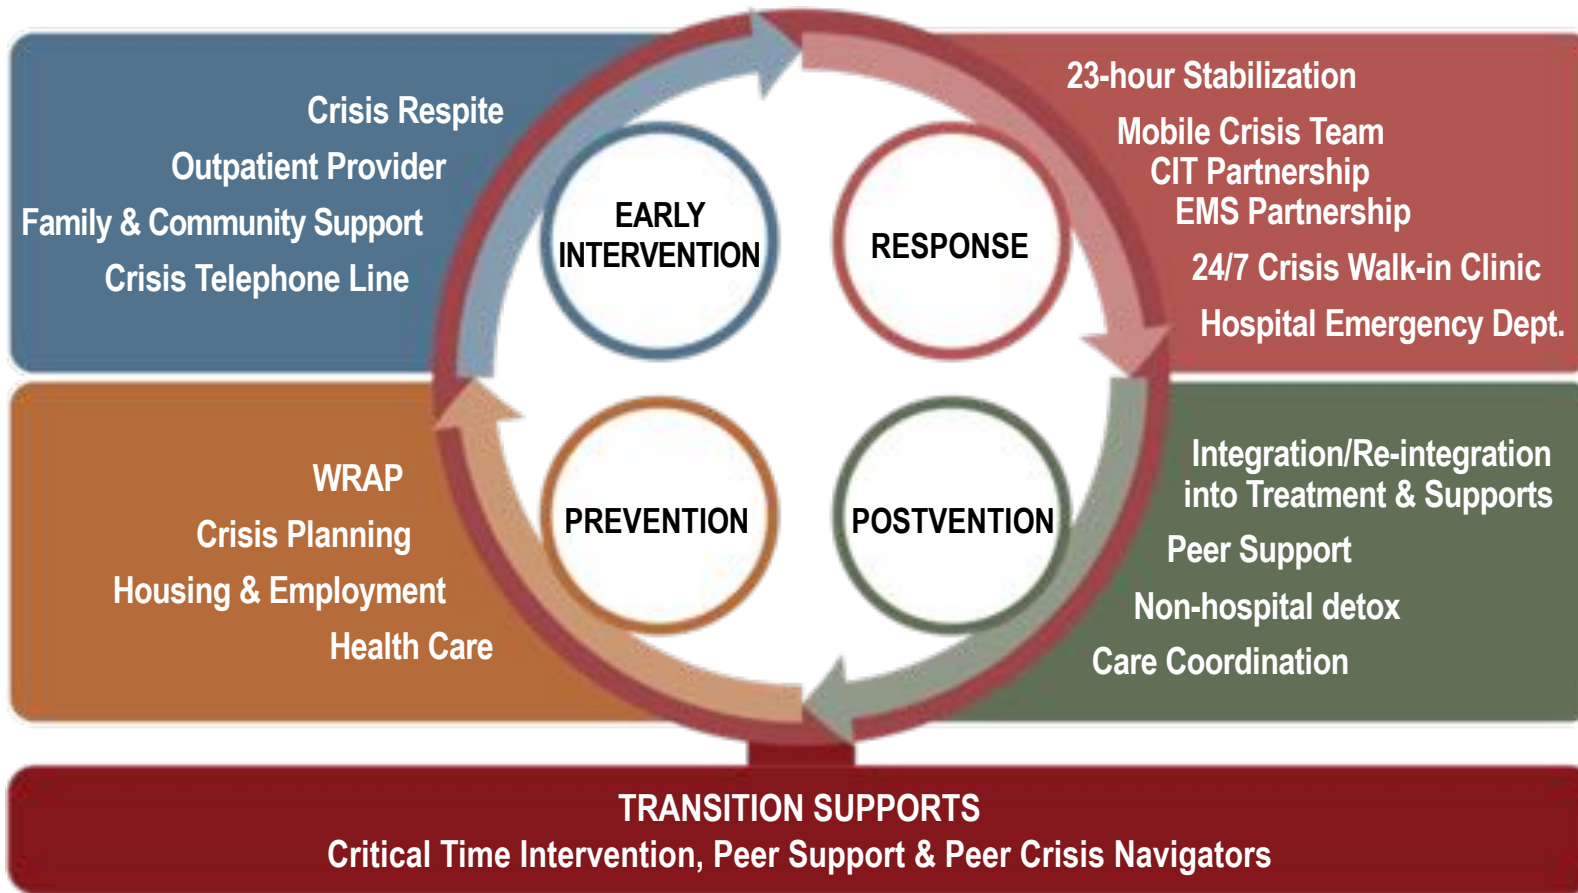 Crisis Respite
Outpatient Provider
Family & Community Support
Crisis Telephone Line
EARLY
INTERVENTION
RESPONSE
23-hour Stabilization
Mobile Crisis Team
CIT Partnership
EMS Partnership
24/7 Crisis Walk-in Clinic
Hospital Emergency Dept.
WRAP
Crisis Planning
Housing & Employment
Health Care
PREVENTION
POSTVENTION
Integration/Re-integration
into Treatment & Supports
Peer Support
Non-hospital detox
Care Coordination
TRANSITION SUPPORTS
Critical Time Intervention, Peer Support & Peer Crisis Navigators